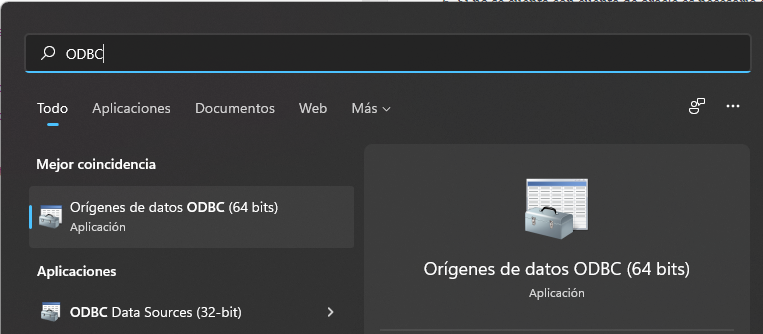 ODBC
Todo Aplicaciones Documentos Web Más
Mejor coincidencia
Orígenes de datos ODBC (64 bits)
Aplicación
Aplicaciones
ODBC Data Sources (32-bit)
Orígenes de datos ODBC (64 bits)
Aplicación